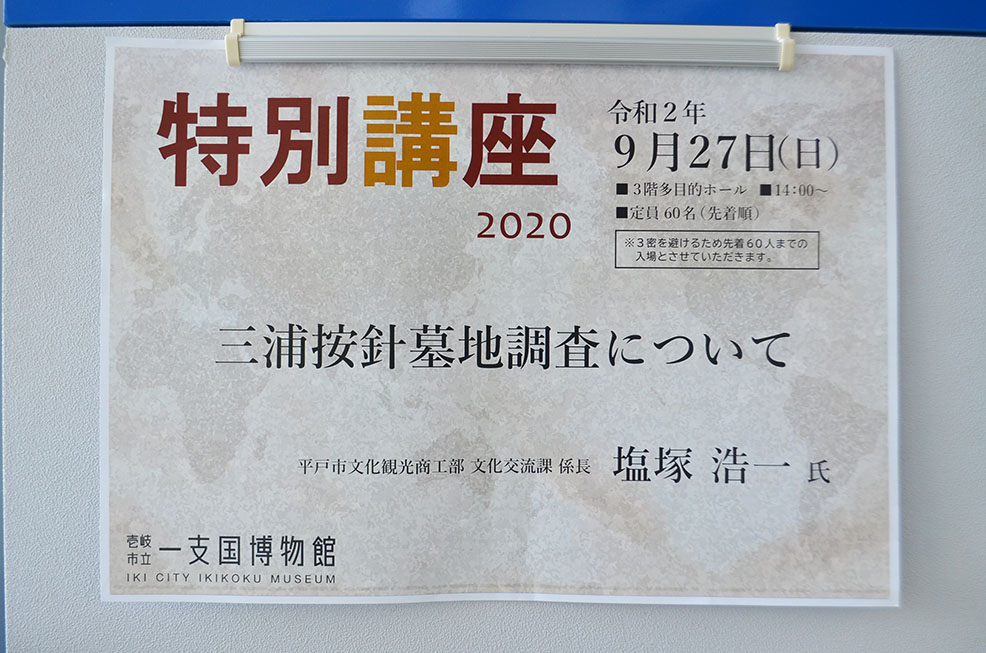 特別講座
2020
令和2年
9月27日(日)
■3階多目的ホール ■14:00～
■定員60名(先着順)
※3密を避けるため先着60人までの
入場とさせていただきます。
三浦按針墓地調査について
平戸市文化観光商工部 文化交流課 係長 塩塚 浩一 氏
壱岐市立 一支国博物館
IKI CITY IKIKOKU MUSEUM